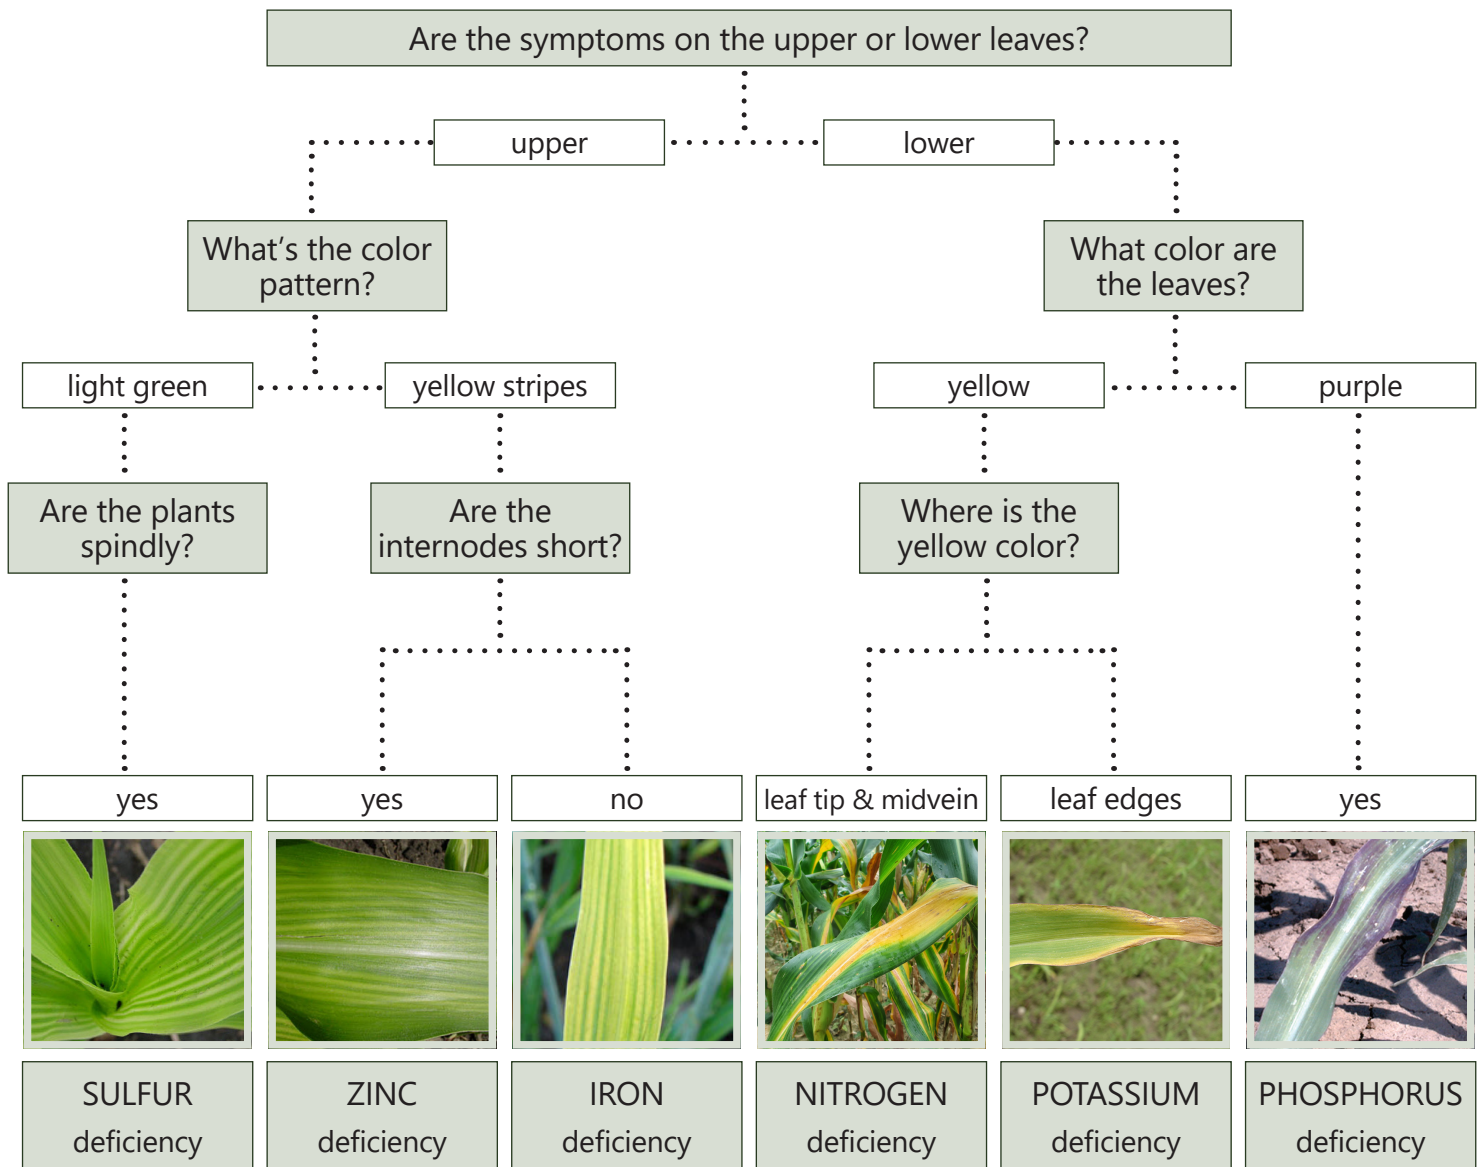 Are the symptoms on the upper or lower leaves?
upper
lower
What’s the color
pattern?
What color are
the leaves?
light green
yellow stripes
yellow
purple
Are the plants
spindly?
Are the
internodes short?
Where is the
yellow color?
yes
yes
no
leaf tip & midvein
leaf edges
yes
SULFUR
deficiency
ZINC
deficiency
IRON
deficiency
NITROGEN
deficiency
POTASSIUM
deficiency
PHOSPHORUS
deficiency